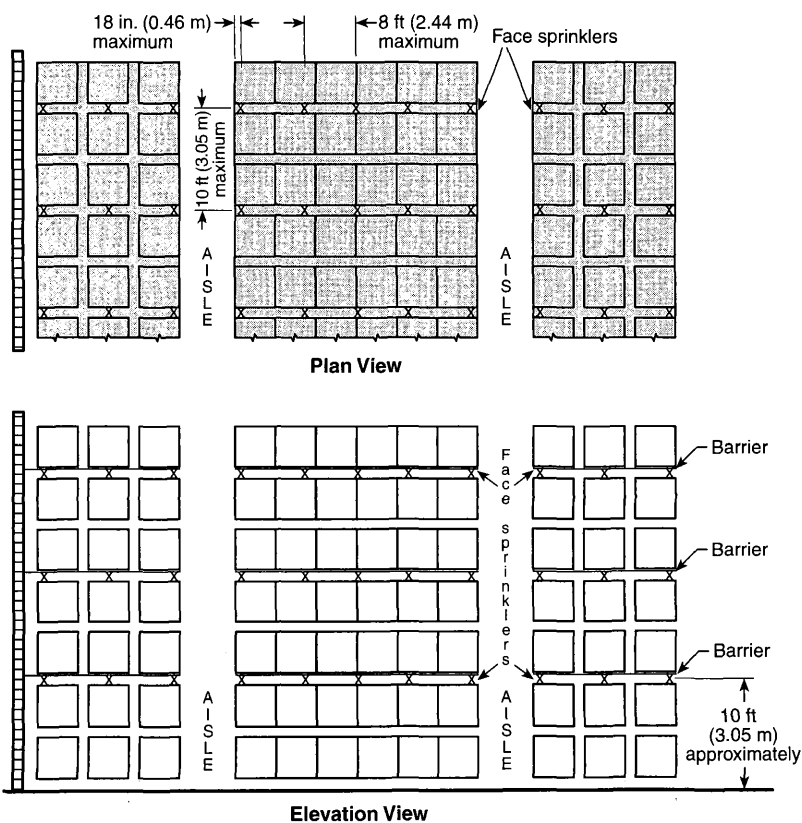 18 in. (0.46 m)
maximum
8 ft (2.44 m)
maximum
Face sprinklers
10 ft (3.05 m)
maximum
AISLE
AISLE
Plan View
Face sprinklers
Barrier
Barrier
Barrier
AISLE
AISLE
10 ft
(3.05 m)
approximately
Elevation View